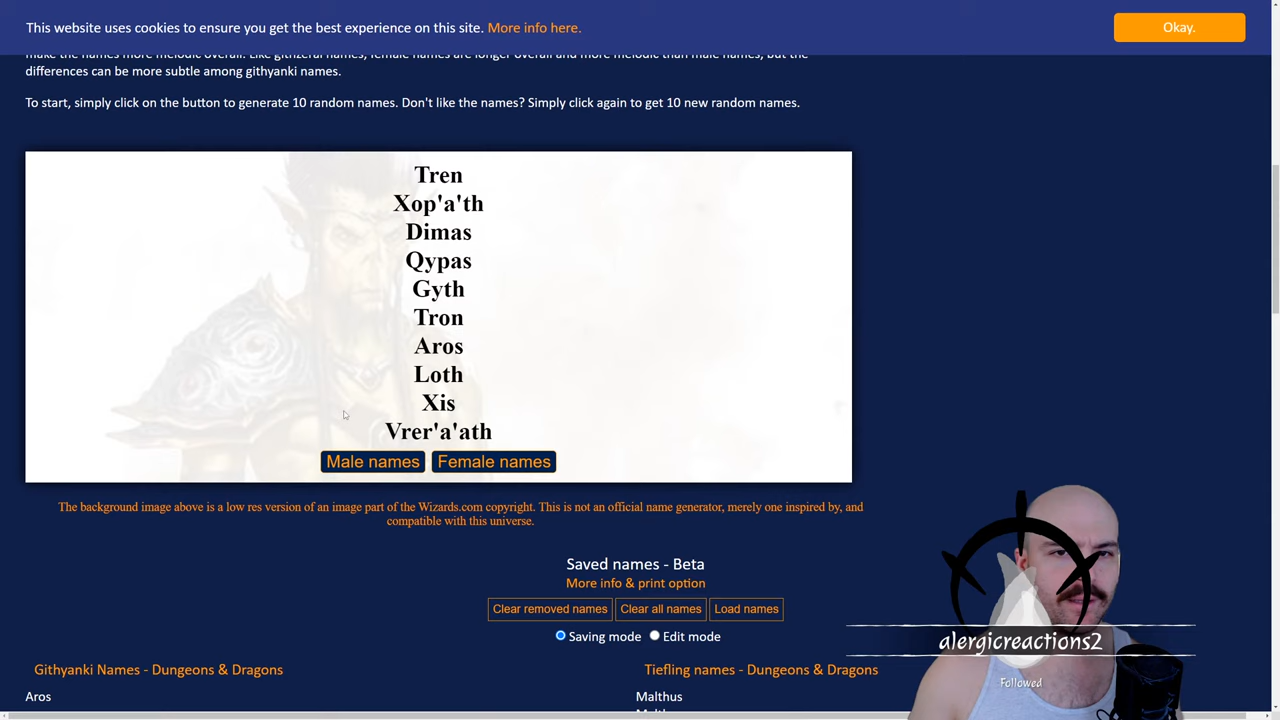 This website uses cookies to ensure you get the best experience on this site. More info here.
Okay.
make the names more melodic overall. Like githzerai names, female names are longer overall and more melodic than male names, but the
differences can be more subtle among githyanki names.
To start, simply click on the button to generate 10 random names. Don't like the names? Simply click again to get 10 new random names.
Tren
Xop'a'th
Dimas
Qypas
Gyth
Tron
Aros
Loth
Xis
Vrer'a'ath
Male names Female names
The background image above is a low res version of an image part of the Wizards.com copyright. This is not an official name generator, merely one inspired by, and
compatible with this universe.
Saved names - Beta
More info & print option
Clear removed names Clear all names Load names
Saving mode Edit mode
Githyanki Names - Dungeons & Dragons
Tiefling names - Dungeons & Dragons
Aros
Malthus
alergicreactions2
Followed